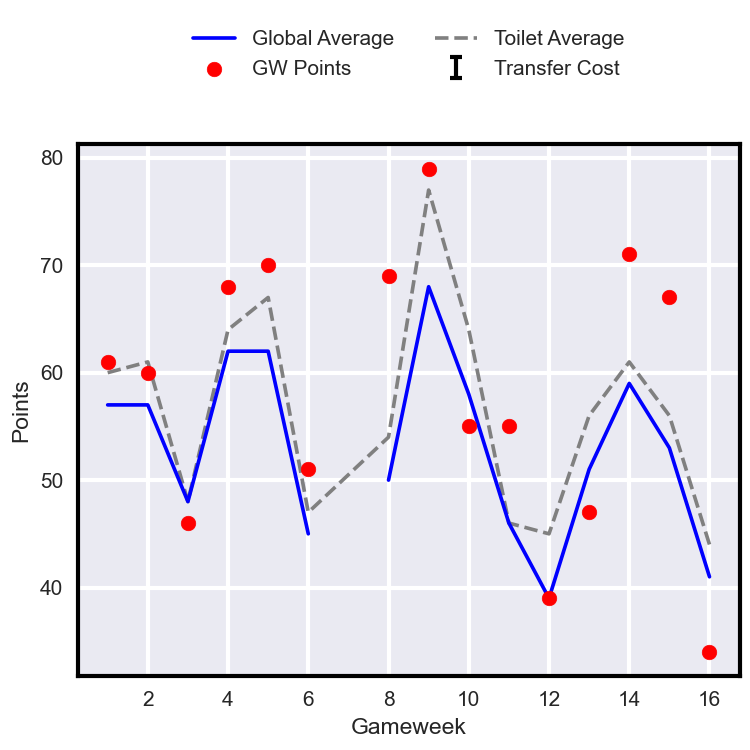 Global Average
Toilet Average
GW Points
Transfer Cost
80
70
60
50
40
Points
2 4 6 8 10 12 14 16
Gameweek